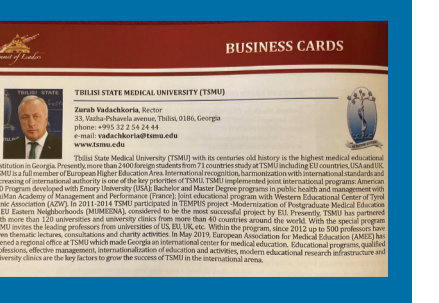 Summit of Leaders
BUSINESS CARDS
TBILISI STATE
TBILISI STATE MEDICAL UNIVERSITY (TSMU)
Zurab Vadachkoria, Rector
33, Vazha-Pshavela avenue, Tbilisi, 0186, Georgia
phone: +995 32 2 54 24 44
e-mail: vadachkoria@tsmu.edu
www.tsmu.edu
Tbilisi State Medical University (TSMU) with its centuries old history is the highest medical educational
stitution in Georgia. Presently, more than 2400 foreign students from 71 countries study at TSMU including EU countries, USA and UK.
SMU is a full member of European Higher Education Area. International recognition, harmonization with international standards and
creasing of international authority is one of the key priorities of TSMU. TSMU implemented joint international programs: American
D Program developed with Emory University (USA); Bachelor and Master degree programs in public health and management with
aiMan Academy of Management and Performance (France); Joint educational program with Western Educational Center of Tyrol
nic Association (AZW). In 2011-2014 TSMU participated in TEMPUS project -Modernization of Postgraduate Medical Education
EU Eastern Neighborhoods (MUMEENA), considered to be the most successful project by EU. Presently, TSMU has partnered
th more than 120 universities and university clinics from more than 40 countries around the world. With the special program
MU invites the leading professors from universities of US, EU, UK, etc. Within the program, since 2012 up to 500 professors have
ven thematic lectures, consultations and charity activities. In May 2019, European Association for Medical Education (AMEE) has
ened a regional office at TSMU which made Georgia an international center for medical education. Educational programs, qualified
ofessions, effective management, internationalization of education and activities, modern educational research infrastructure and
iversity clinics are the key factors to grow the success of TSMU in the international arena.